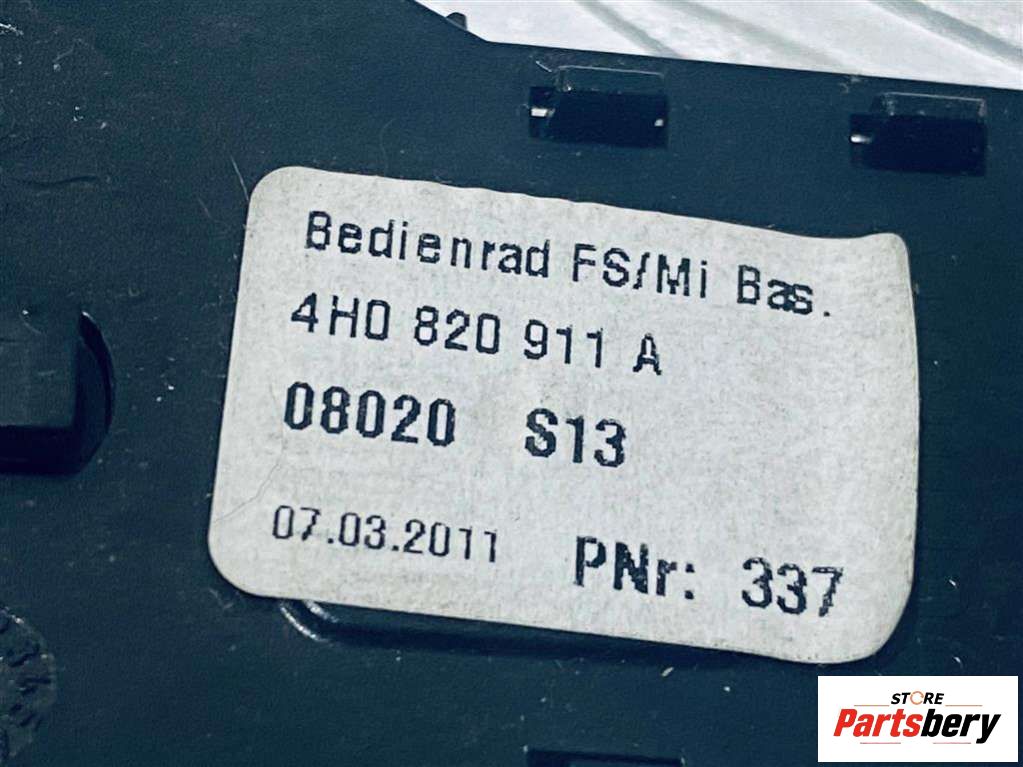 Bedienrad FS/Mi Bas.
4H0 820 911 A
08020 S13
07.03.2011 PNr: 337
STORE
Partsbery